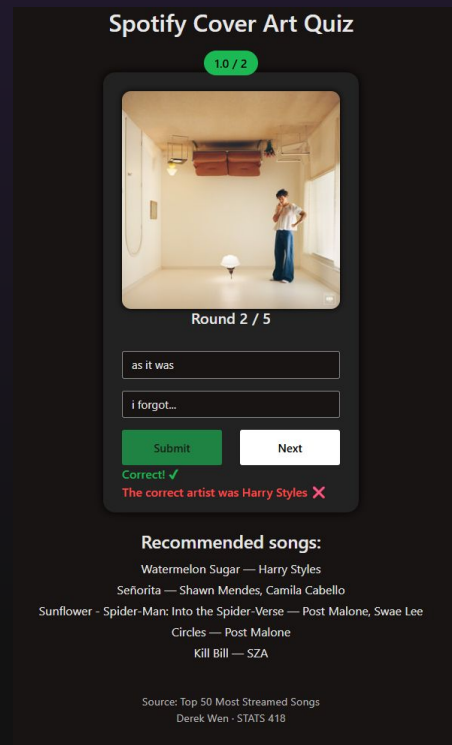 Spotify Cover Art Quiz
1.0 / 2
Round 2 / 5
as it was
i forgot...
Submit
Next
Correct! ✔
The correct artist was Harry Styles ❌
Recommended songs:
Watermelon Sugar — Harry Styles
Señorita — Shawn Mendes, Camila Cabello
Sunflower - Spider-Man: Into the Spider-Verse — Post Malone, Swae Lee
Circles — Post Malone
Kill Bill — SZA
Source: Top 50 Most Streamed Songs
Derek Wen · STATS 418